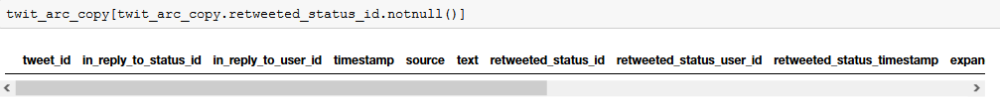 twit_arc_copy[twit_arc_copy.retweeted_status_id.notnull()]
tweet_id in_reply_to_status_id in_reply_to_user_id timestamp source text retweeted_status_id retweeted_status_user_id retweeted_status_timestamp expan